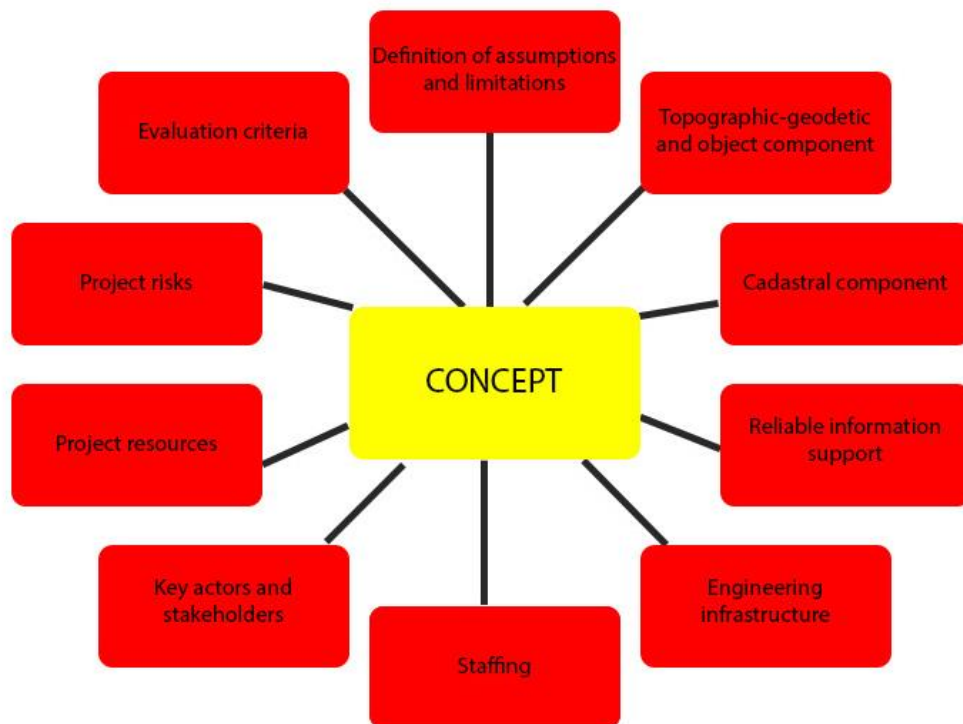 Definition of assumptions
and limitations
Evaluation criteria
Topographic-geodetic
and object component
Project risks
Cadastral component
CONCEPT
Project resources
Reliable information
support
Key actors and
stakeholders
Engineering
infrastructure
Staffing